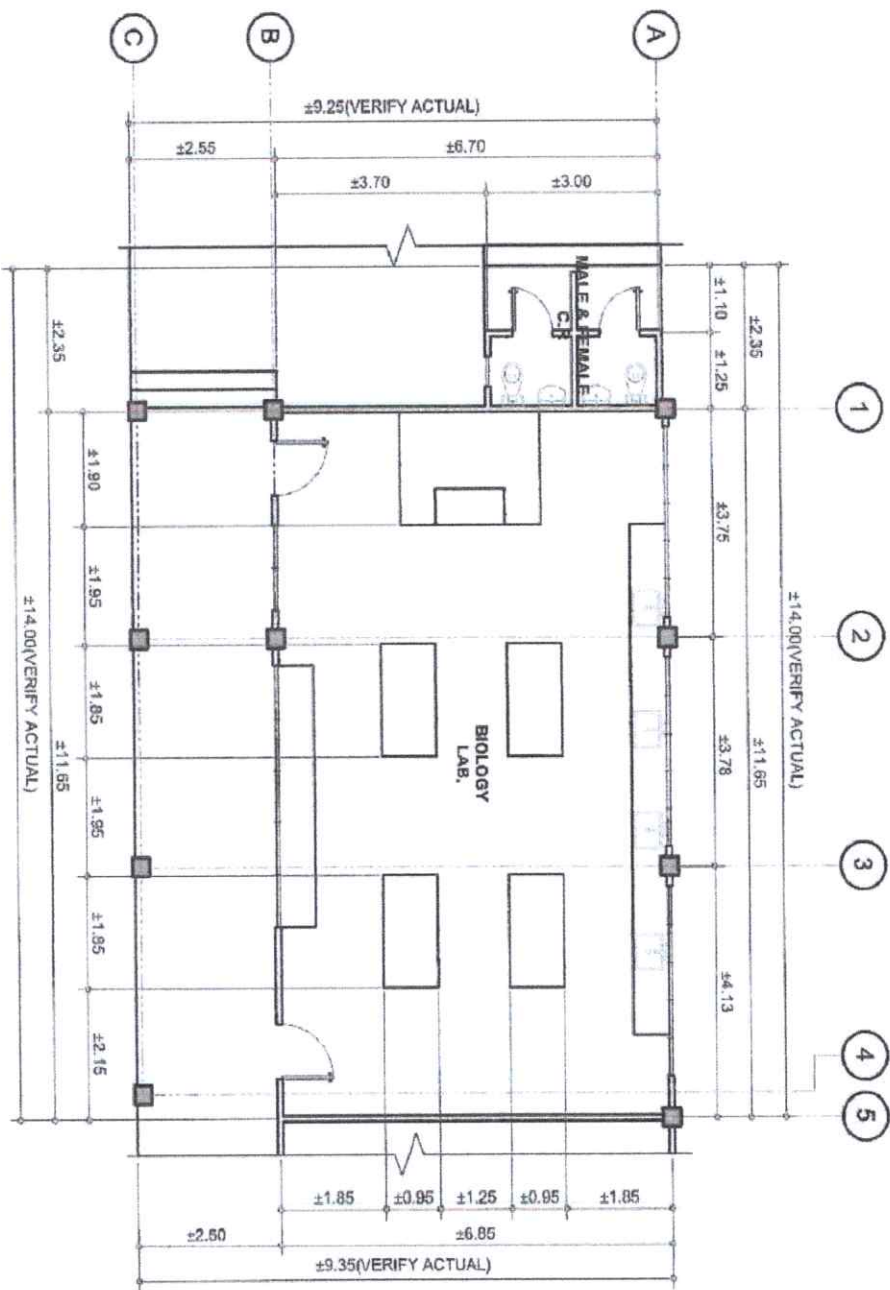 C
B
A
±9.25(VERIFY ACTUAL)
±2.55
±6.70
±3.70
±3.00
MALE & FEMALE
C.R.
±1.10
±1.25
±2.35
±2.35
1
±3.75
2
±3.78
3
±4.13
4
5
±11.65
±14.00(VERIFY ACTUAL)
±1.90
±1.95
±1.85
±1.95
±1.85
±2.15
±11.65
±14.00(VERIFY ACTUAL)
BIOLOGY
LAB.
±1.85
±0.95
±1.25
±0.95
±1.85
±2.50
±6.85
±9.35(VERIFY ACTUAL)